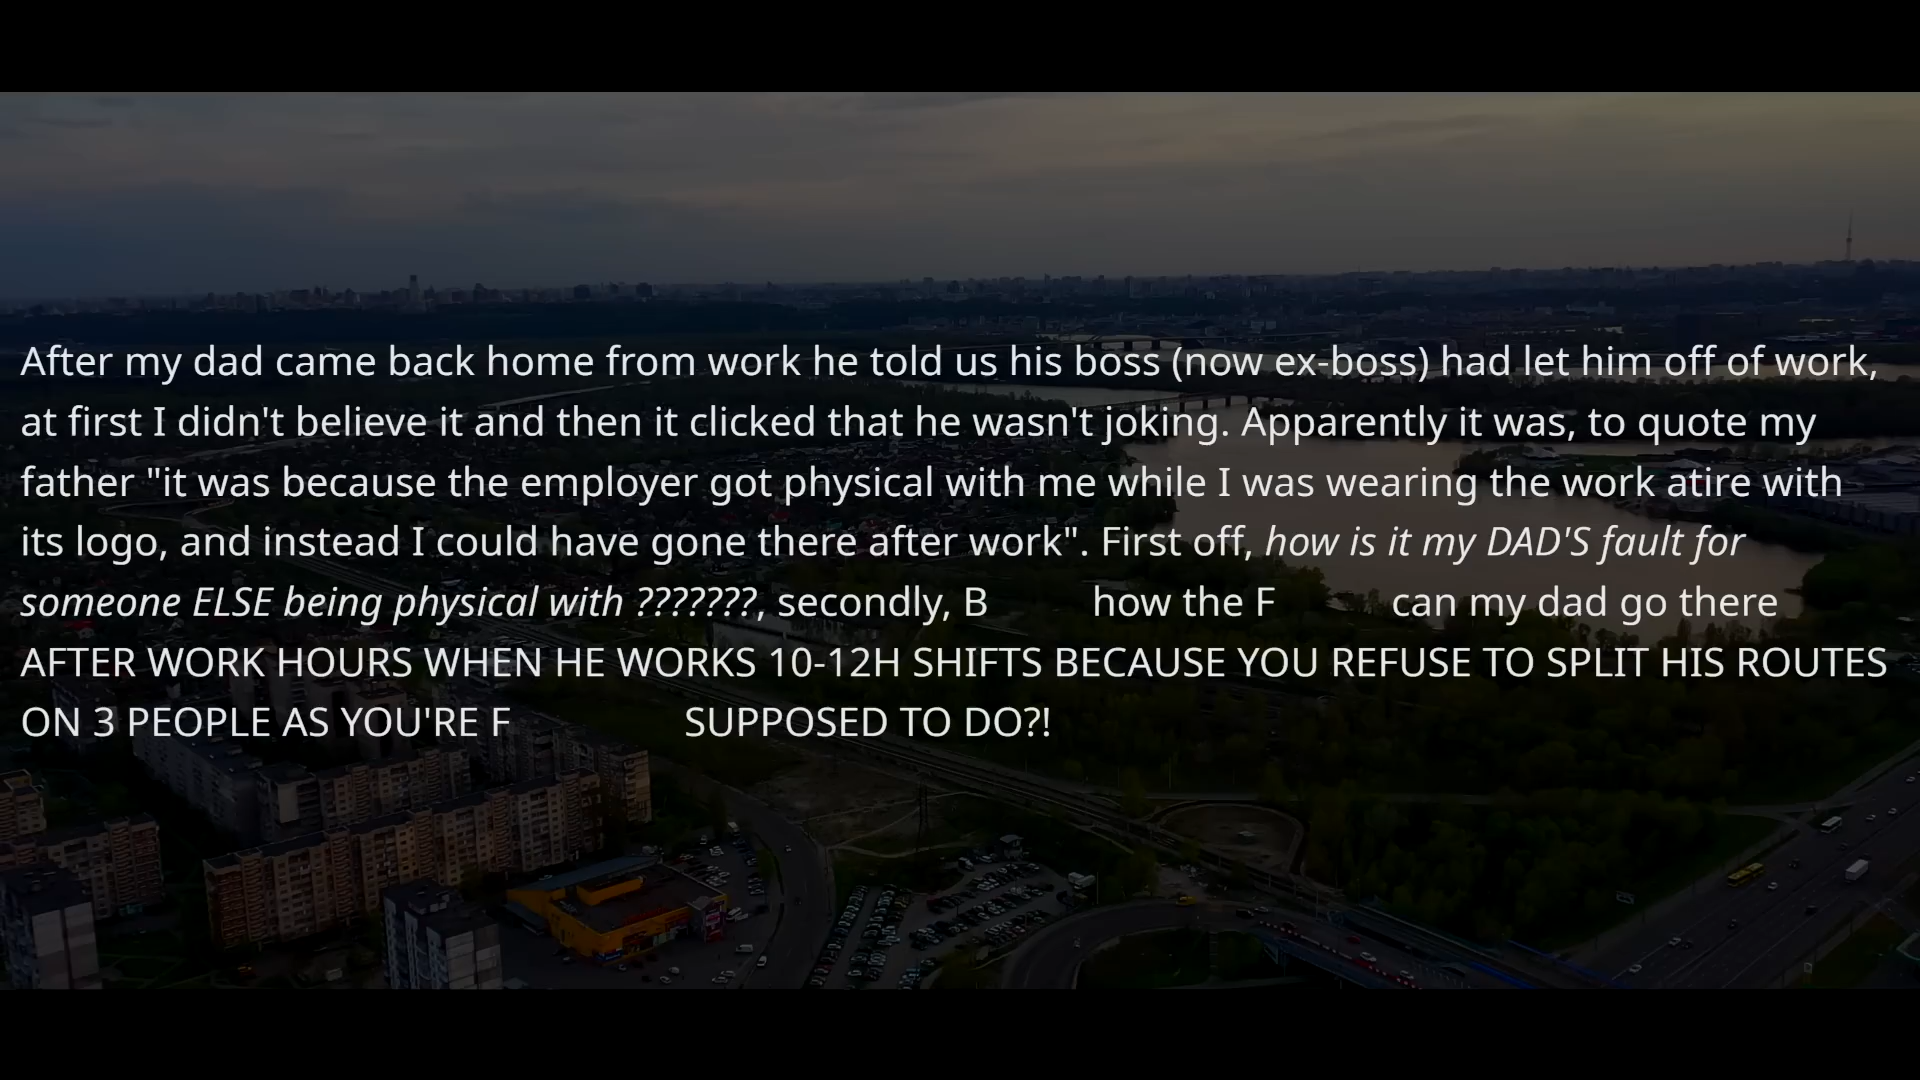 After my dad came back home from work he told us his boss (now ex-boss) had let him off of work,
at first I didn't believe it and then it clicked that he wasn't joking. Apparently it was, to quote my
father "it was because the employer got physical with me while I was wearing the work atire with
its logo, and instead I could have gone there after work". First off, how is it my DAD'S fault for
someone ELSE being physical with ???????, secondly, B how the F can my dad go there
AFTER WORK HOURS WHEN HE WORKS 10-12H SHIFTS BECAUSE YOU REFUSE TO SPLIT HIS ROUTES
ON 3 PEOPLE AS YOU'RE F SUPPOSED TO DO?!